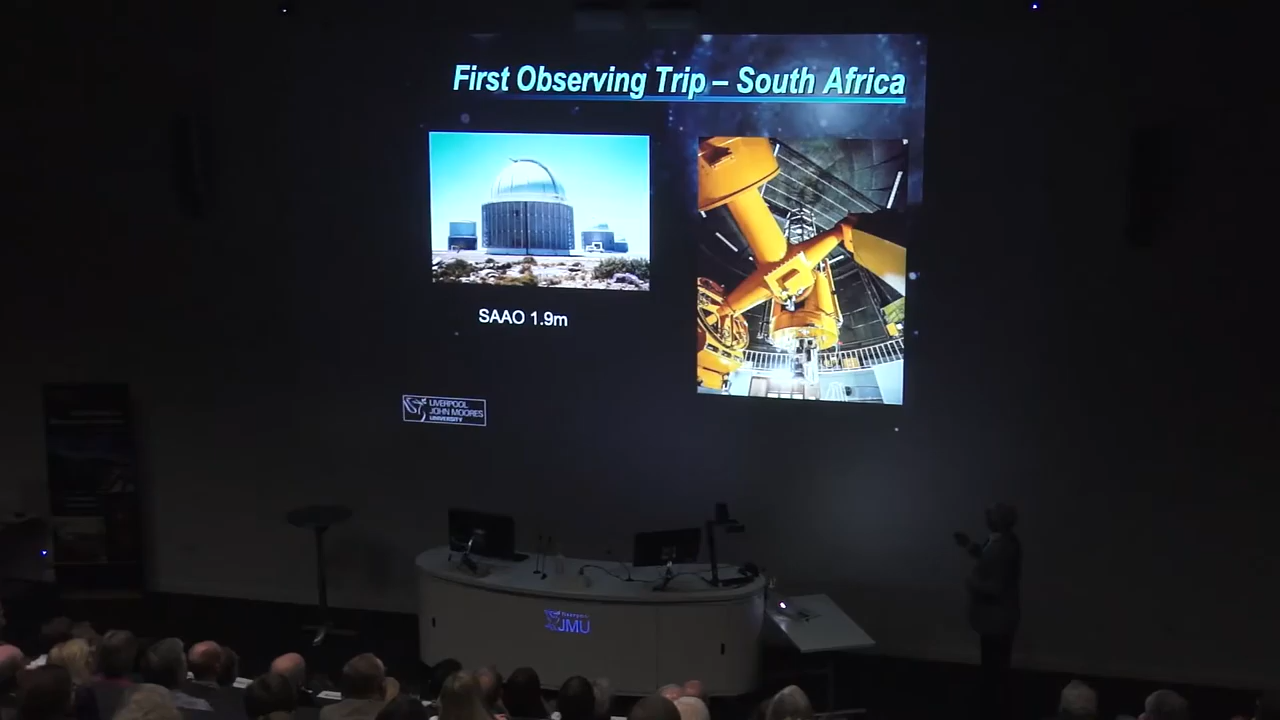 First Observing Trip – South Africa
SAAO 1.9m
LIVERPOOL
JOHN MOORES
UNIVERSITY
JMU